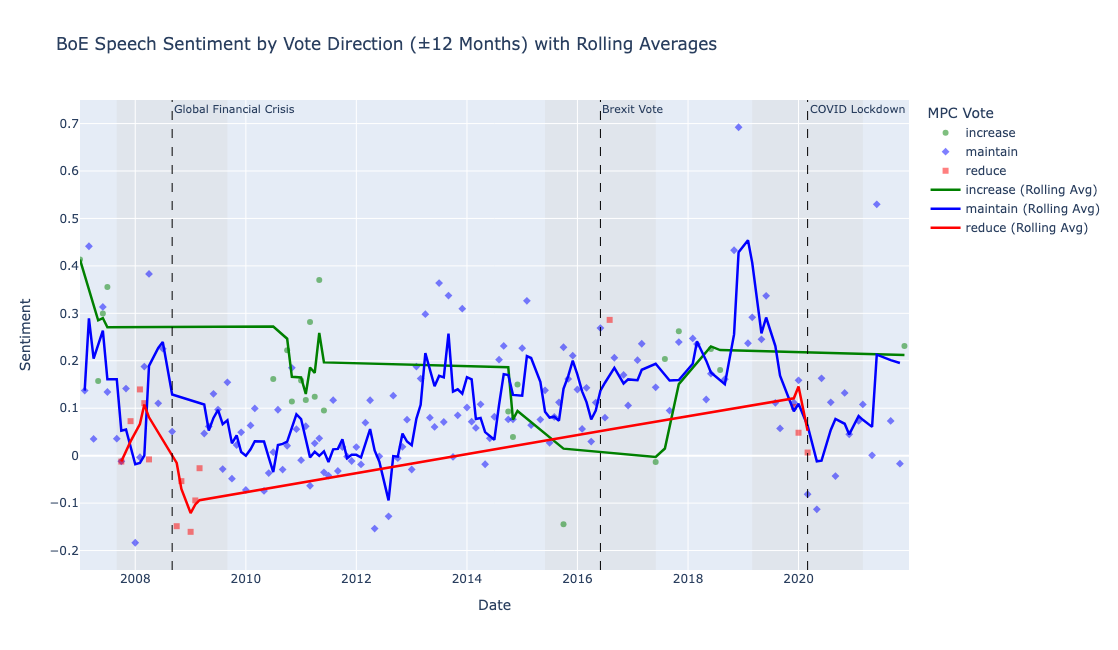 BoE Speech Sentiment by Vote Direction (±12 Months) with Rolling Averages
Global Financial Crisis
Brexit Vote
COVID Lockdown
MPC Vote
increase
maintain
reduce
increase (Rolling Avg)
maintain (Rolling Avg)
reduce (Rolling Avg)
Sentiment
0.7
0.6
0.5
0.4
0.3
0.2
0.1
0
−0.1
−0.2
2008
2010
2012
2014
2016
2018
2020
Date